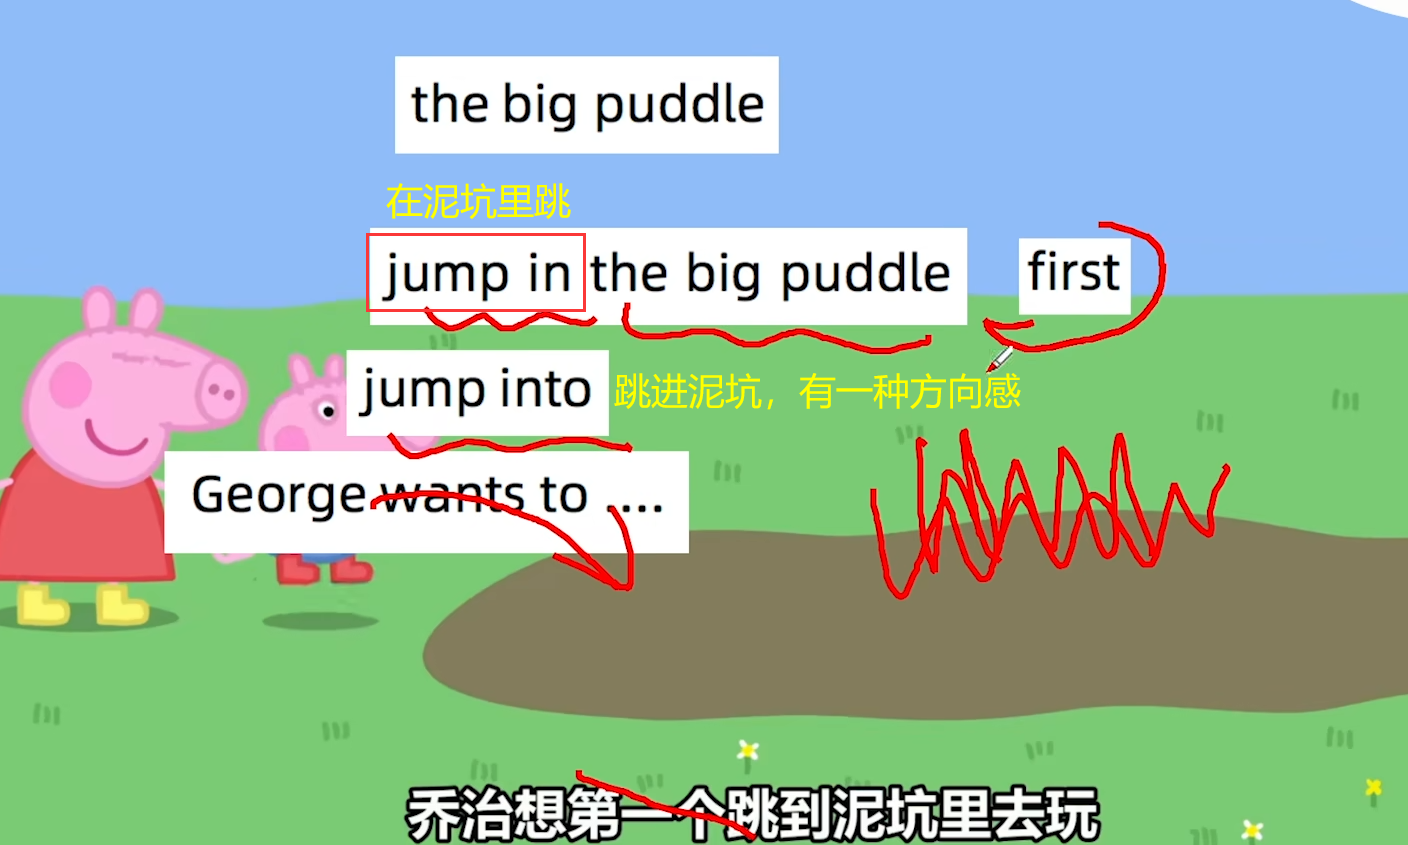 the big puddle
在泥坑里跳
jump in the big puddle first
jump into 跳进泥坑，有一种方向感
George wants to ....
乔治想第一个跳到泥坑里去玩